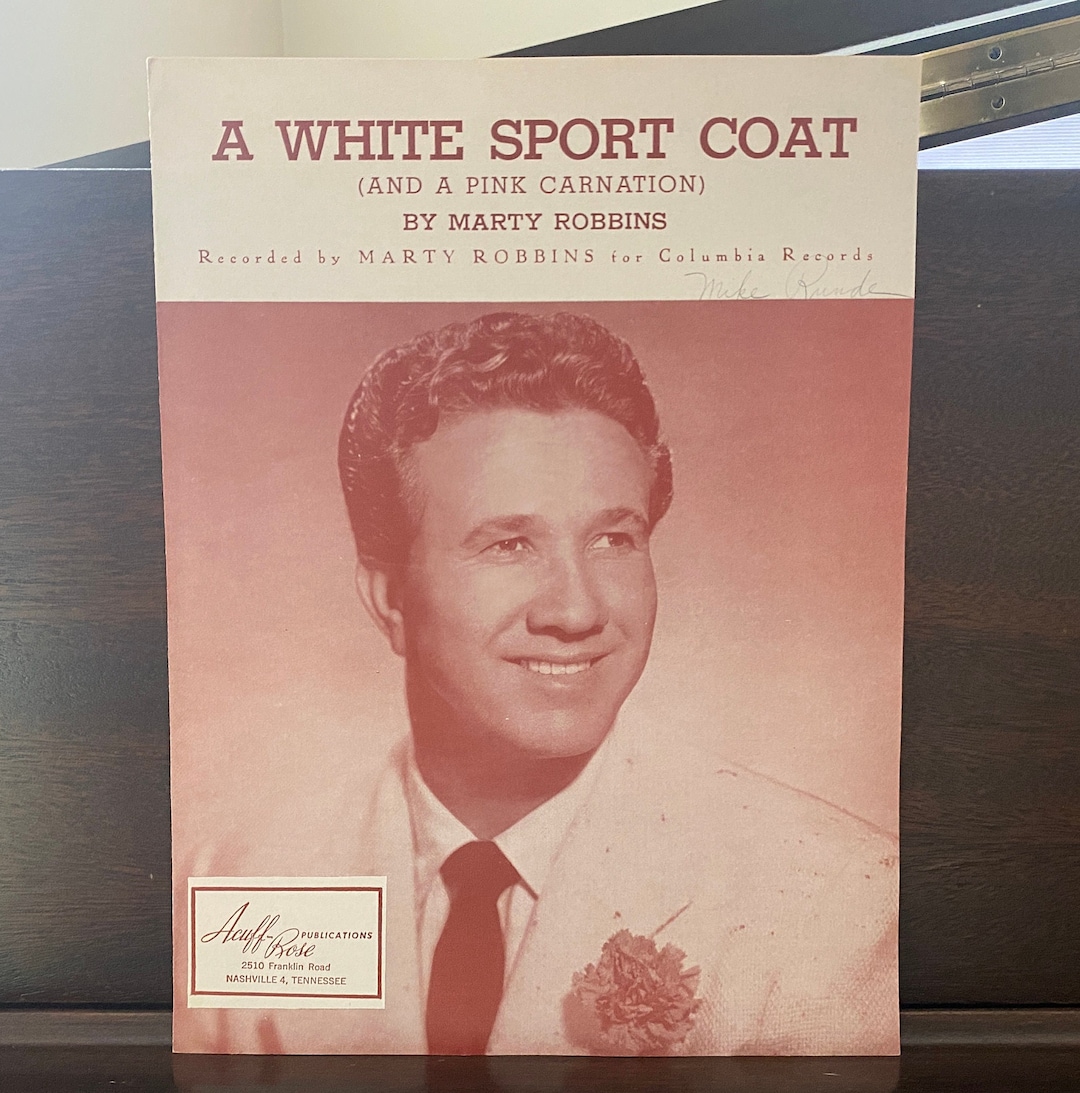 A WHITE SPORT COAT
(AND A PINK CARNATION)
BY MARTY ROBBINS
Recorded by MARTY ROBBINS for Columbia Records
Mike Runde
Acuff-Rose PUBLICATIONS
2510 Franklin Road
NASHVILLE 4, TENNESSEE